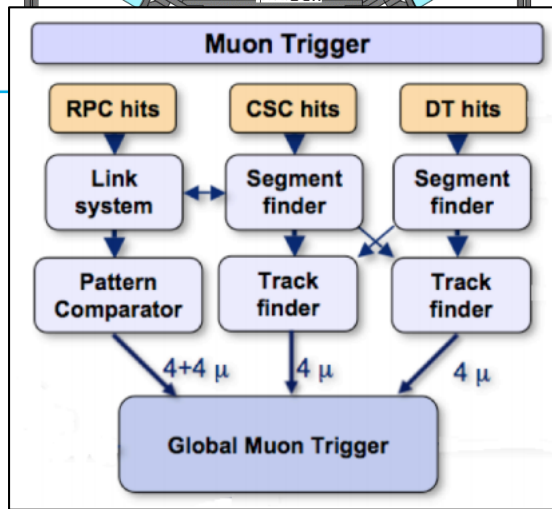 Muon Trigger
RPC hits
CSC hits
DT hits
Link
system
Segment
finder
Segment
finder
Pattern
Comparator
Track
finder
Track
finder
4+4 μ
4 μ
4 μ
Global Muon Trigger